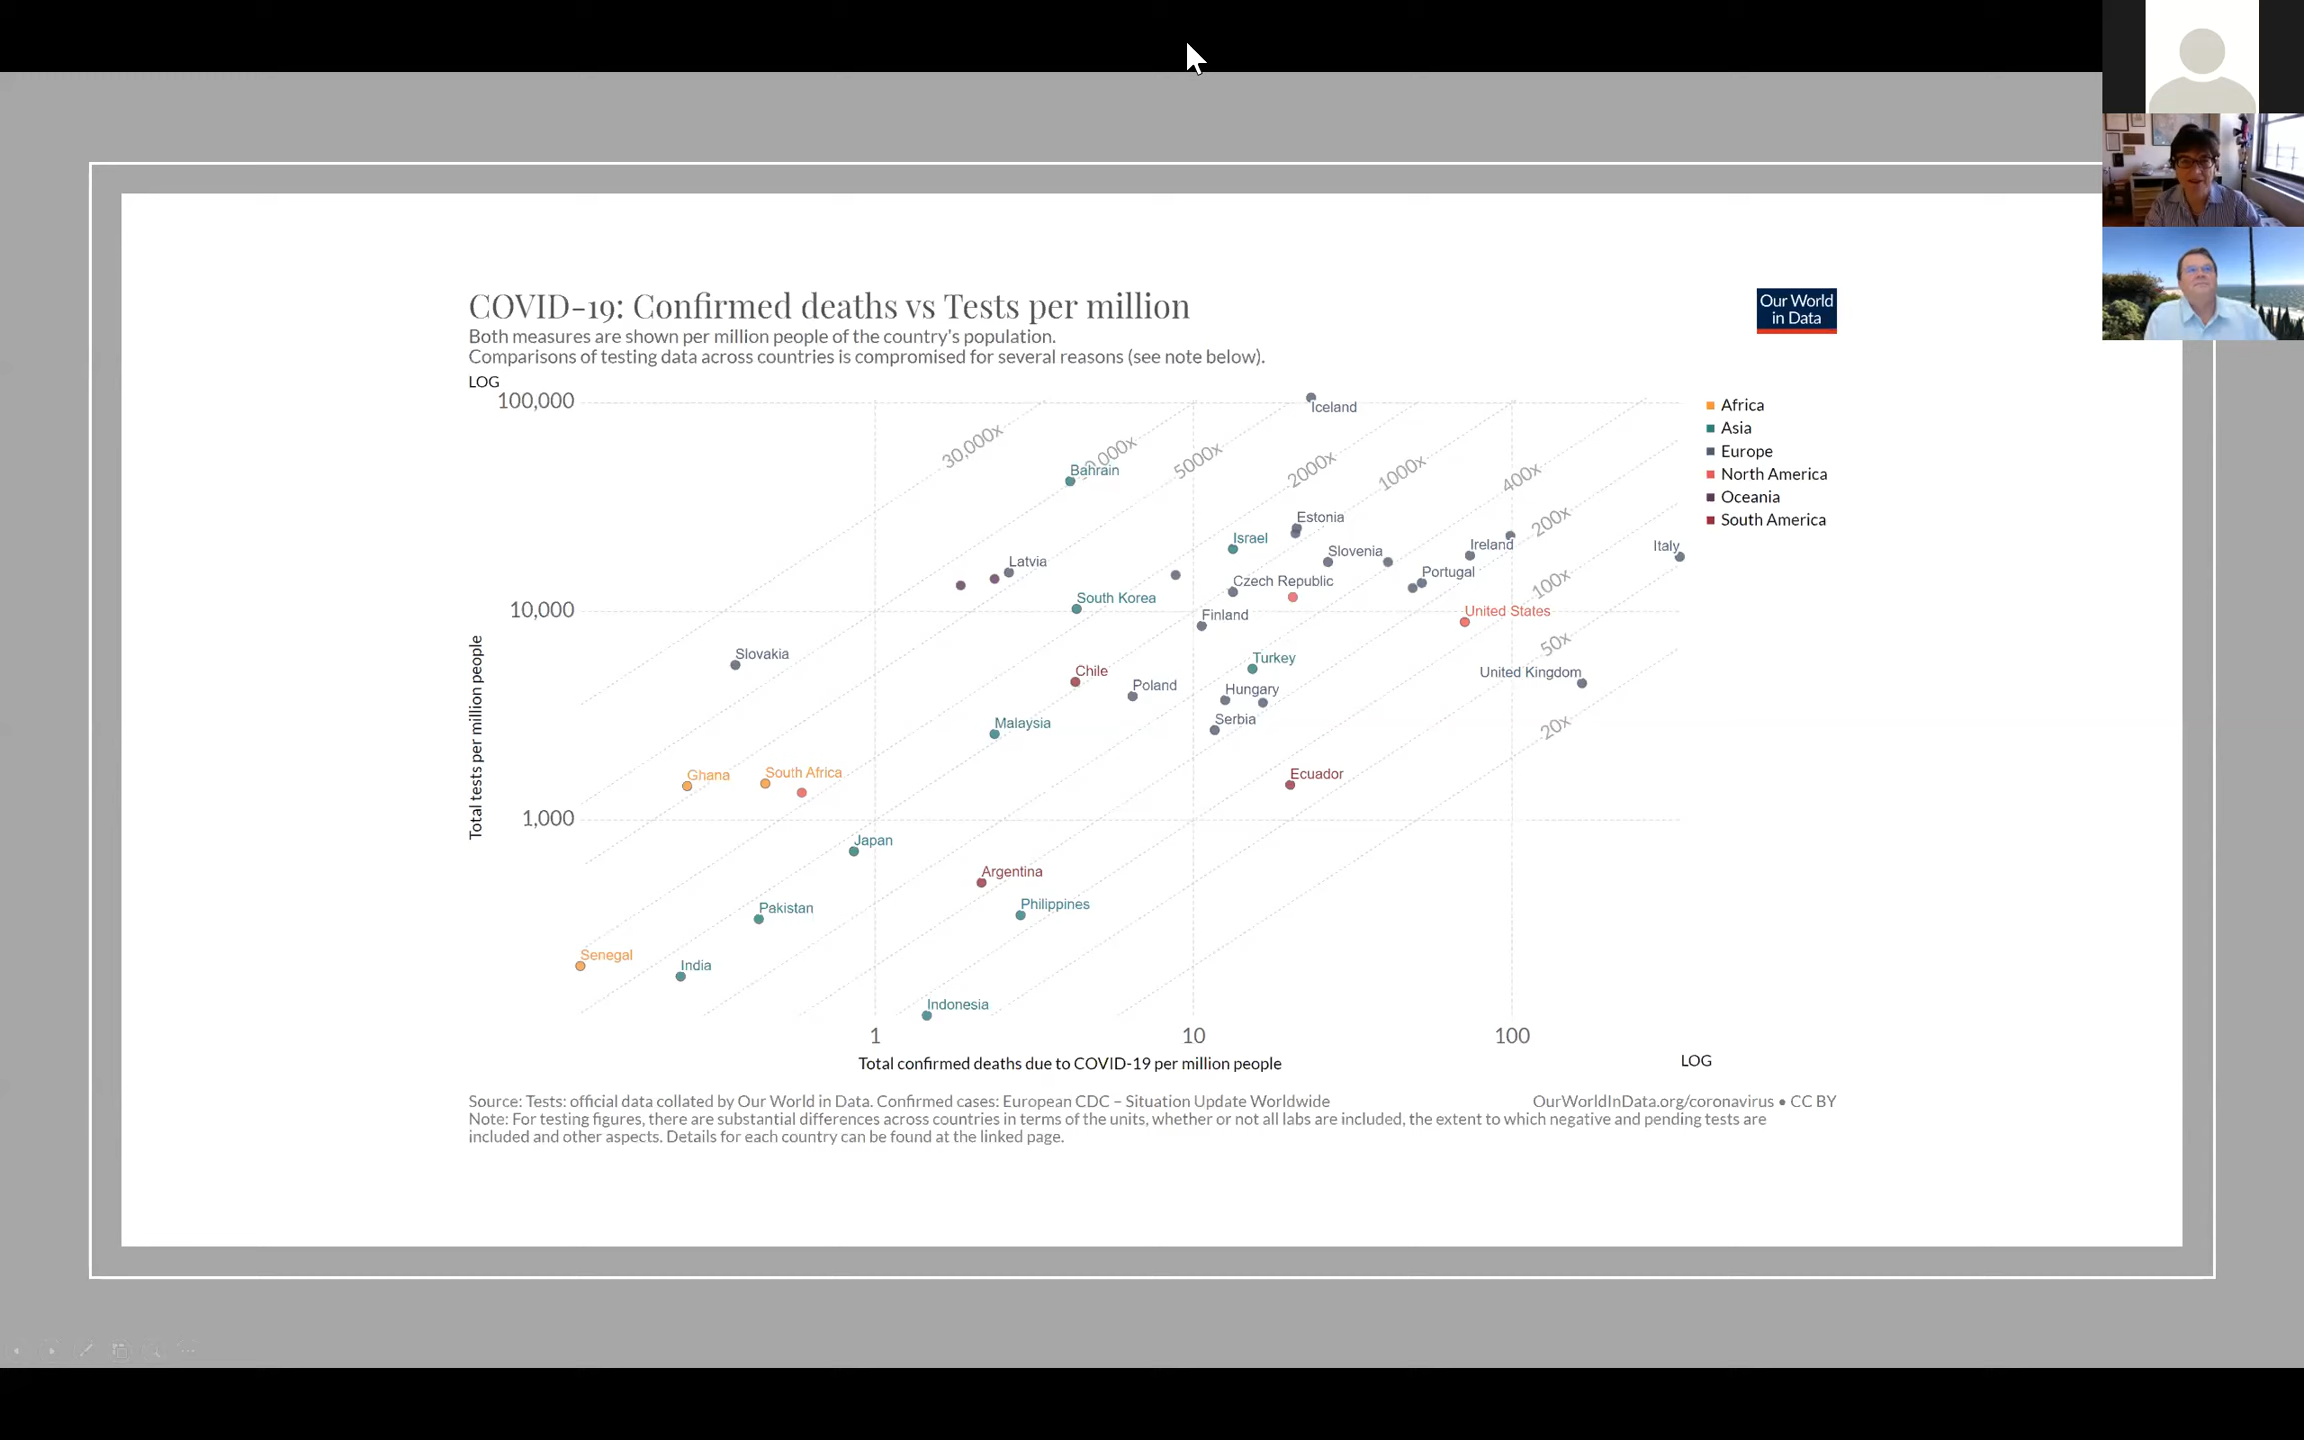 COVID-19: Confirmed deaths vs Tests per million
Our World
in Data
Both measures are shown per million people of the country's population.
Comparisons of testing data across countries is compromised for several reasons (see note below).
LOG
100,000
10,000
1,000
Total tests per million people
30,000x
0,000x
5000x
2000x
1000x
400x
200x
100x
50x
20x
Iceland
Bahrain
Estonia
Israel
Slovenia
Ireland
Italy
Latvia
Czech Republic
Portugal
South Korea
Finland
United States
Slovakia
Turkey
Chile
Poland
Hungary
United Kingdom
Serbia
Malaysia
Ghana
South Africa
Ecuador
Japan
Argentina
Pakistan
Philippines
Senegal
India
Indonesia
Africa
Asia
Europe
North America
Oceania
South America
1
10
100
Total confirmed deaths due to COVID-19 per million people
LOG
Source: Tests: official data collated by Our World in Data. Confirmed cases: European CDC – Situation Update Worldwide
OurWorldInData.org/coronavirus • CC BY
Note: For testing figures, there are substantial differences across countries in terms of the units, whether or not all labs are included, the extent to which negative and pending tests are
included and other aspects. Details for each country can be found at the linked page.